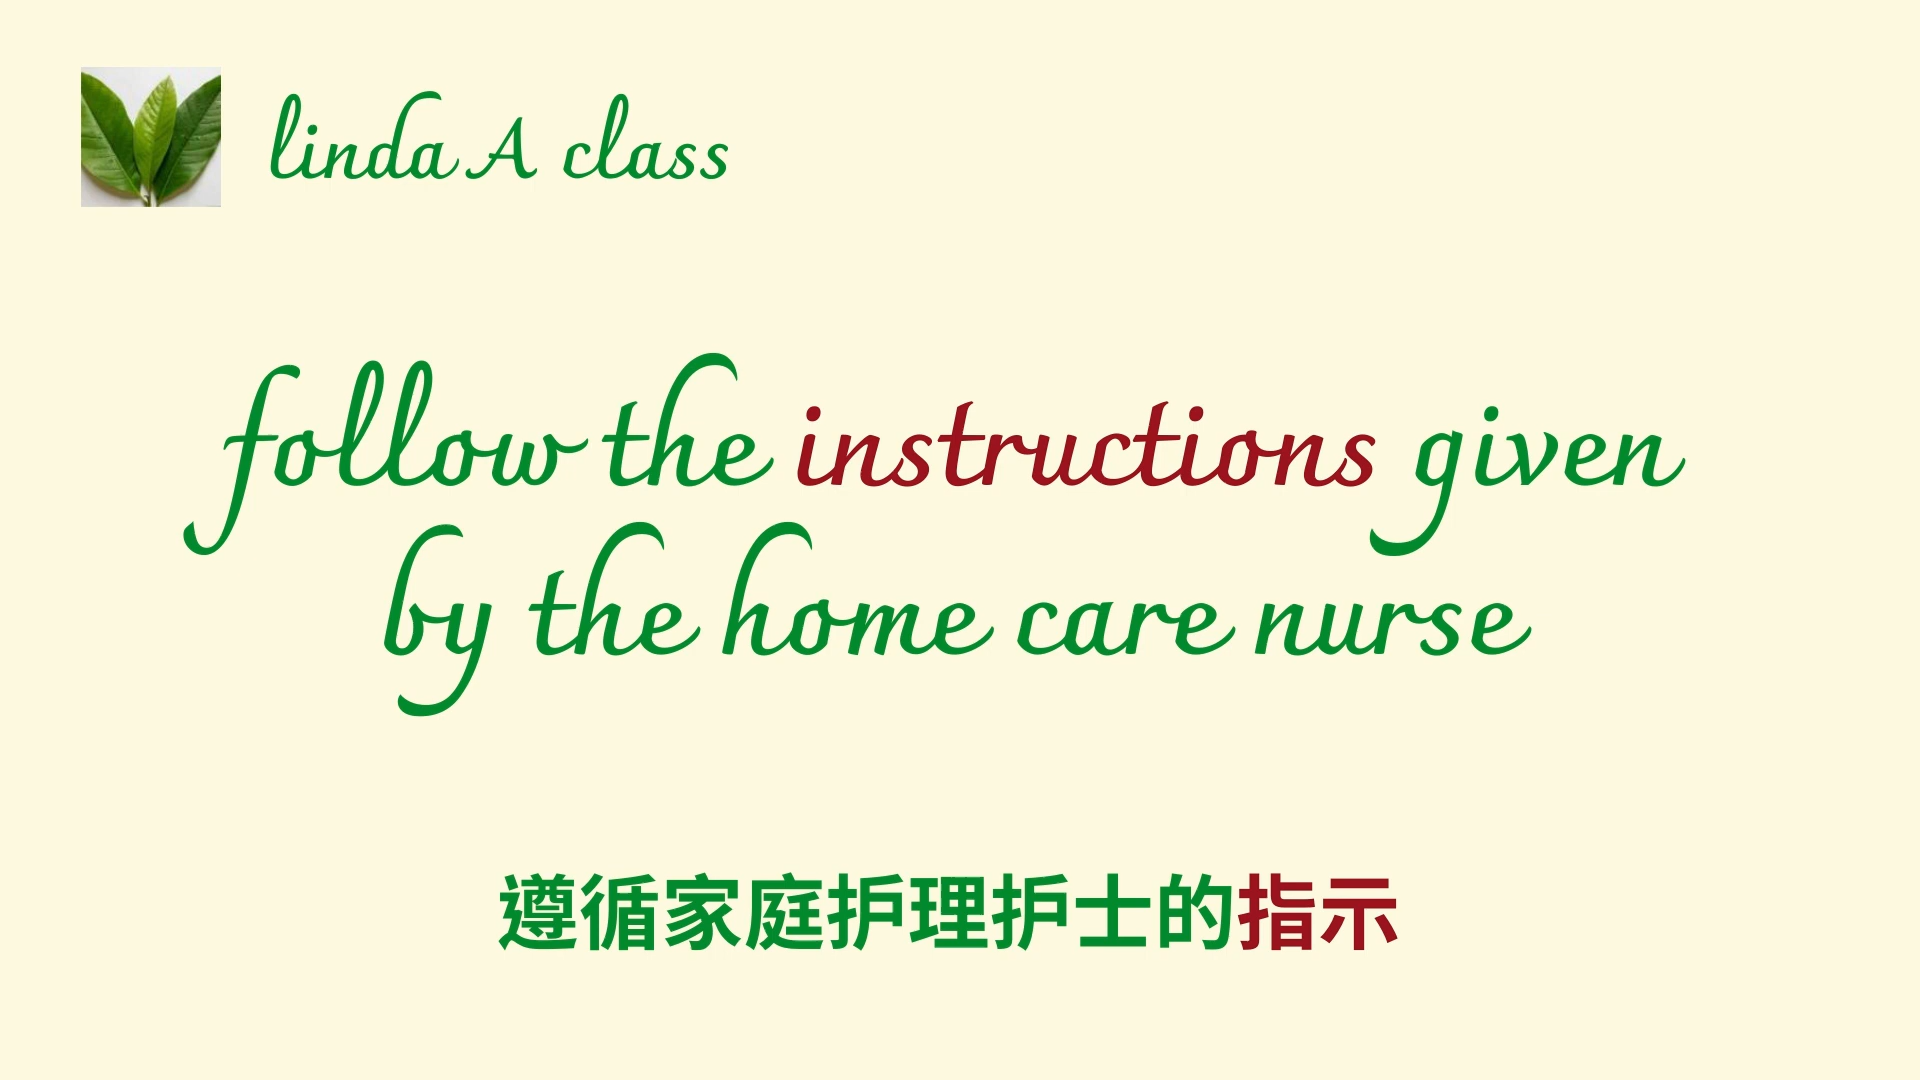 linda A class
follow the instructions given
by the home care nurse
遵循家庭护理护士的指示